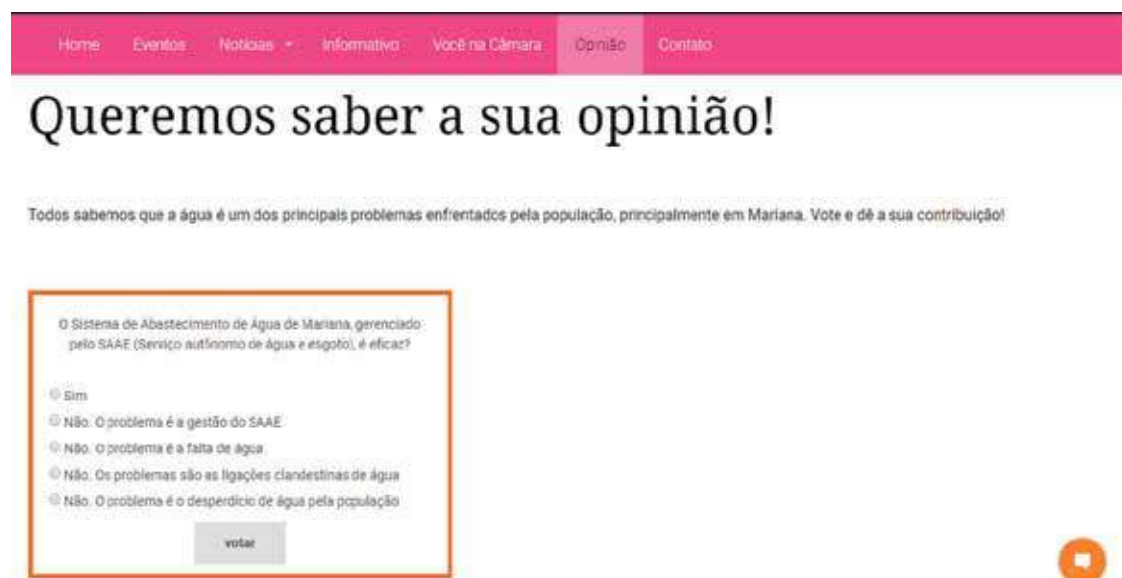 Home Eventos Notícias Informativo Você na Câmara Opinião Contato
Queremos saber a sua opinião!
Todos sabemos que a água é um dos principais problemas enfrentados pela população, principalmente em Mariana. Vote e dê a sua contribuição!
O Sistema de Abastecimento de Água de Mariana, gerenciado
pelo SAAE (Serviço autônomo de água e esgoto), é eficaz?
Sim
Não. O problema é a gestão do SAAE
Não. O problema é a falta de água
Não. Os problemas são as ligações clandestinas de água
Não. O problema é o desperdício de água pela população
votar